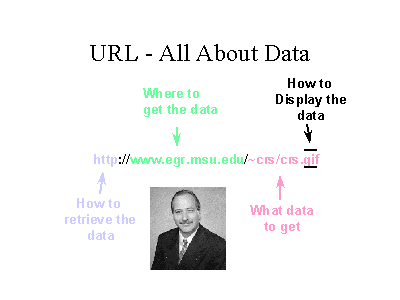 URL - All About Data
Where to
get the data
How to
Display the
data
http://www.egr.msu.edu/~crs/crs.gif
How to
retrieve the
data
What data
to get